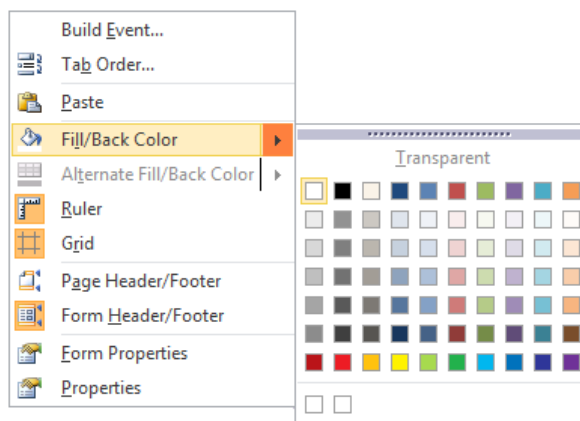 Build Event...
Tab Order...
Paste
Fill/Back Color
Transparent
Alternate Fill/Back Color
Ruler
Grid
Page Header/Footer
Form Header/Footer
Form Properties
Properties